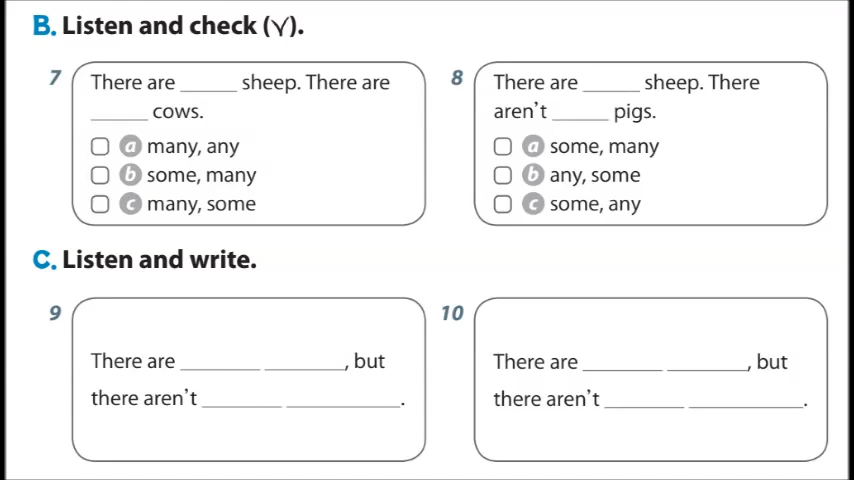 B. Listen and check (√).
7 There are ______ sheep. There are
______ cows.
a many, any
b some, many
c many, some
8 There are ______ sheep. There
aren't ______ pigs.
a some, many
b any, some
c some, any
C. Listen and write.
9 There are ________ ________, but
there aren't ________ ___________.
10 There are ________ ________, but
there aren't ________ ___________.